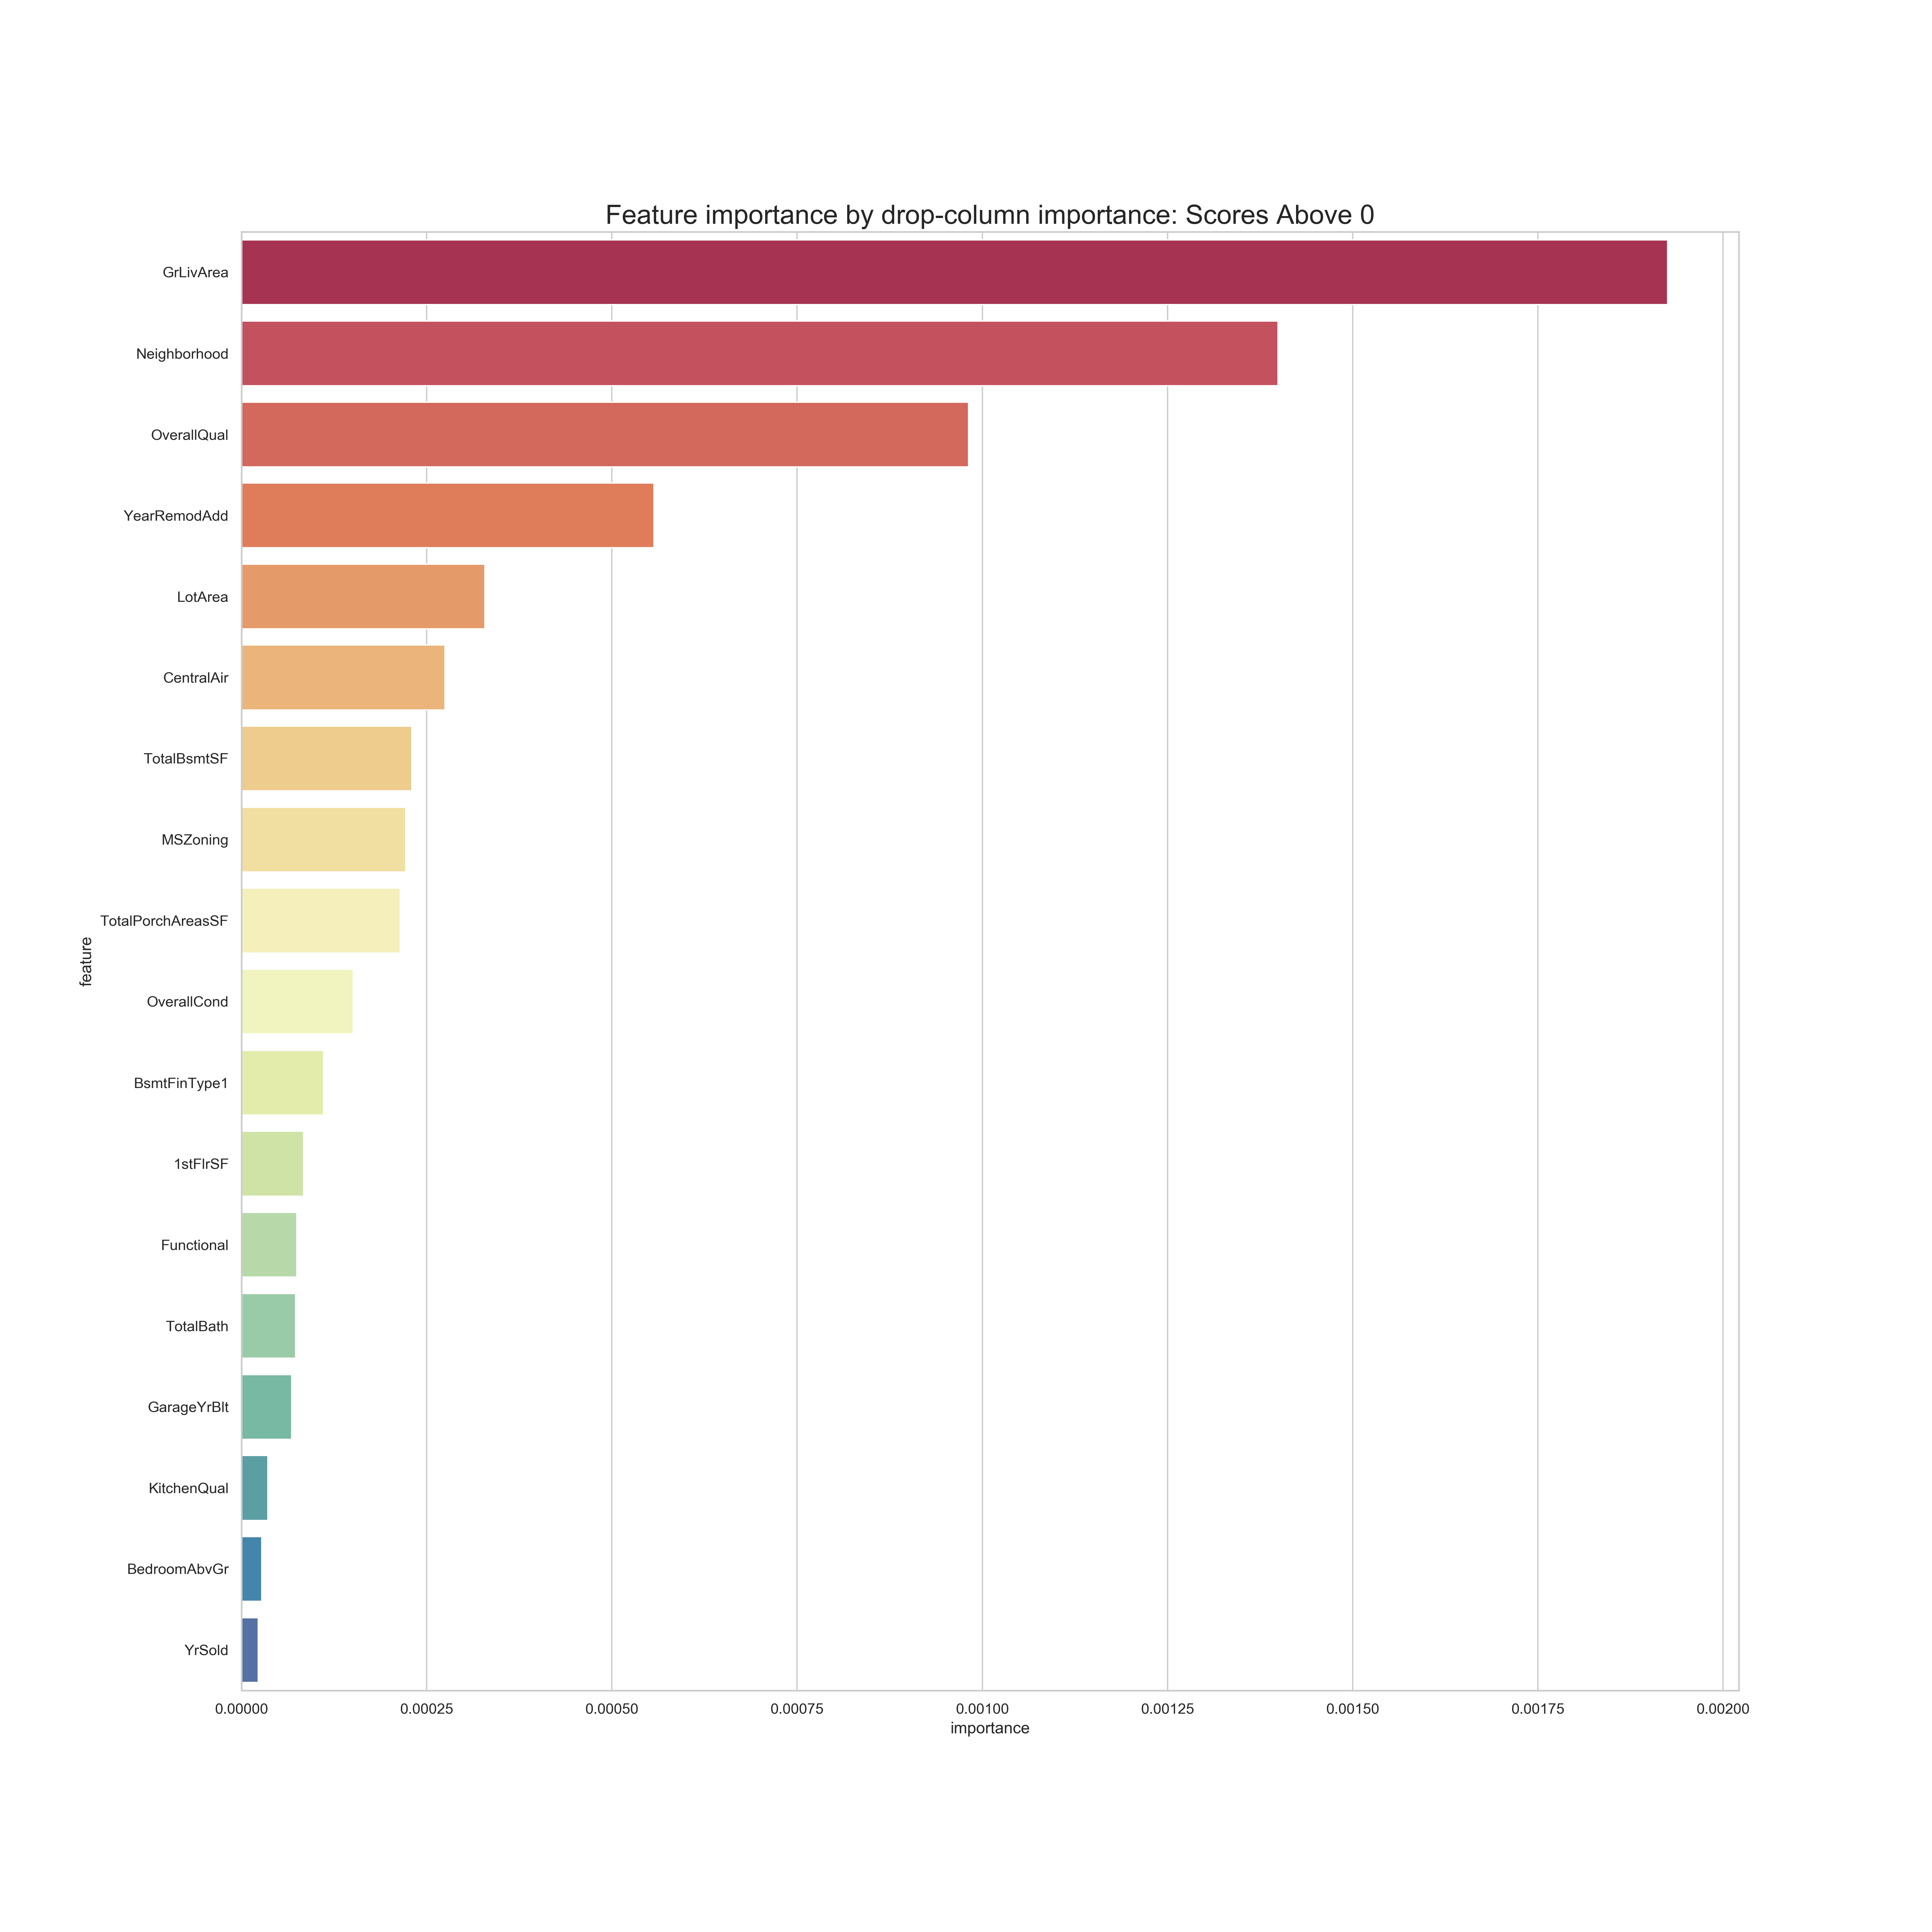 Feature importance by drop-column importance: Scores Above 0
feature
GrLivArea
Neighborhood
OverallQual
YearRemodAdd
LotArea
CentralAir
TotalBsmtSF
MSZoning
TotalPorchAreasSF
OverallCond
BsmtFinType1
1stFlrSF
Functional
TotalBath
GarageYrBlt
KitchenQual
BedroomAbvGr
YrSold
0.00000 0.00025 0.00050 0.00075 0.00100 0.00125 0.00150 0.00175 0.00200
importance